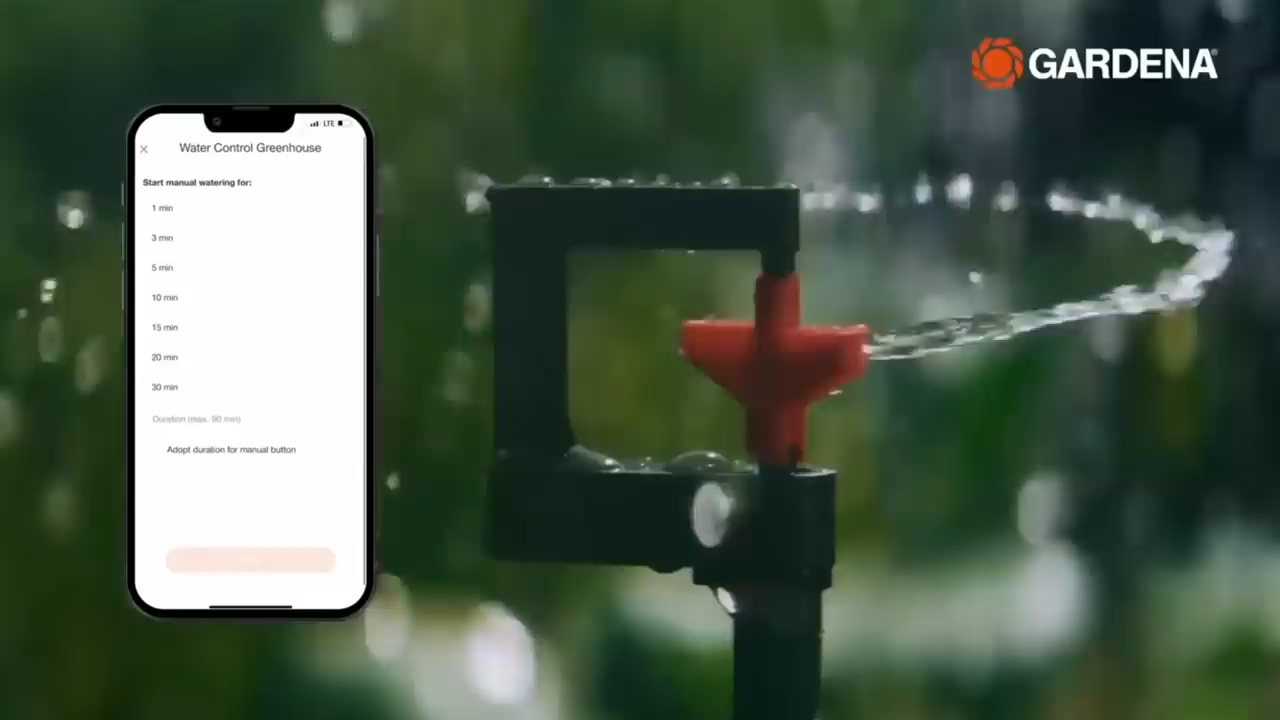 GARDENA
LTE
Water Control Greenhouse
Start manual watering for:
1 min
3 min
5 min
10 min
15 min
20 min
30 min
Duration (max. 90 min)
Adopt duration for manual button